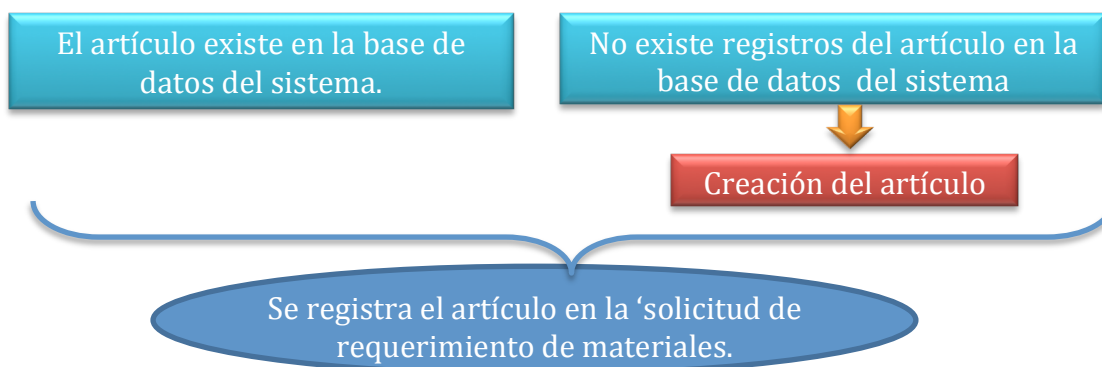 El artículo existe en la base de
datos del sistema.
No existe registros del artículo en la
base de datos del sistema
Creación del artículo
Se registra el artículo en la ‘solicitud de
requerimiento de materiales.